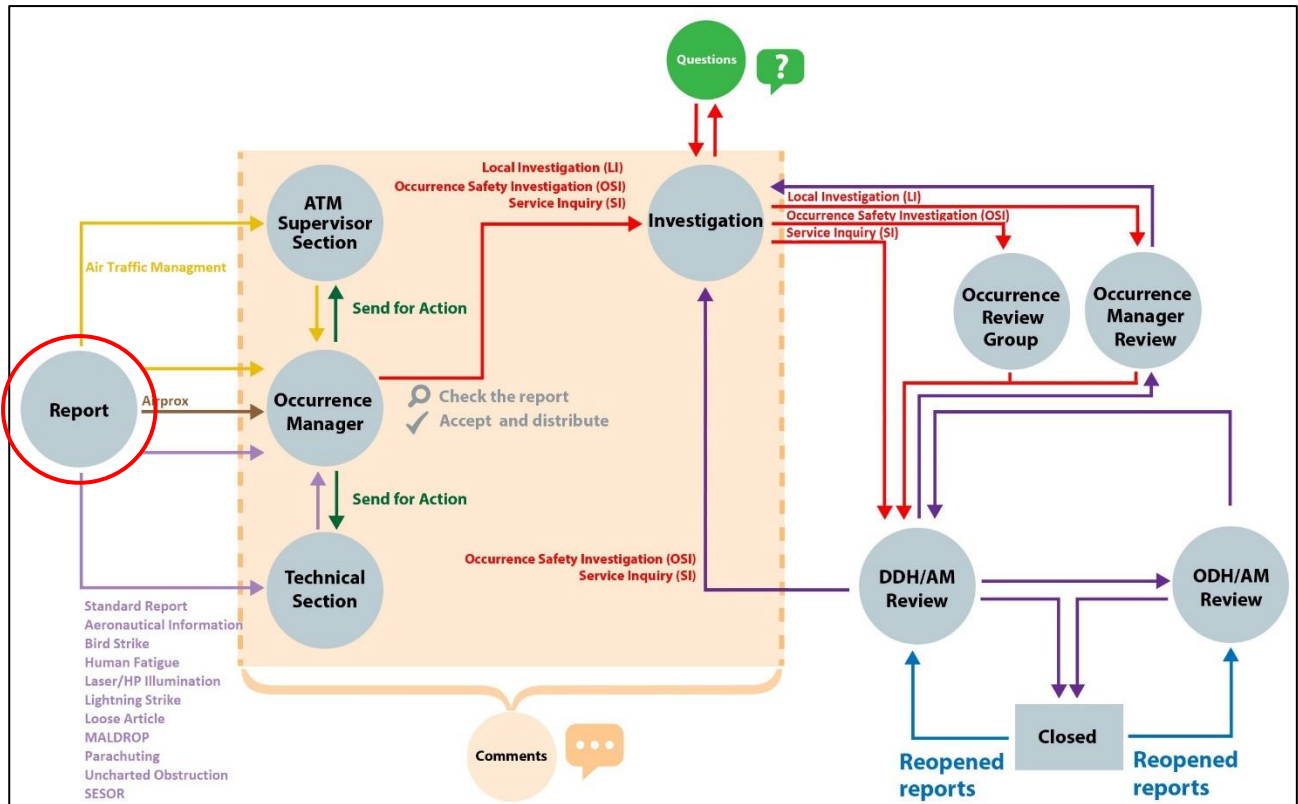 Questions
?
Local Investigation (LI)
Occurrence Safety Investigation (OSI)
Service Inquiry (SI)
ATM
Supervisor
Section
Investigation
Local Investigation (LI)
Occurrence Safety Investigation (OSI)
Service Inquiry (SI)
Air Traffic Managment
Send for Action
Occurrence
Review
Group
Occurrence
Manager
Review
Report
Airprox
Occurrence
Manager
Check the report
Accept and distribute
Send for Action
Technical
Section
Occurrence Safety Investigation (OSI)
Service Inquiry (SI)
DDH/AM
Review
ODH/AM
Review
Standard Report
Aeronautical Information
Bird Strike
Human Fatigue
Laser/HP Illumination
Lightning Strike
Loose Article
MALDROP
Parachuting
Uncharted Obstruction
SESOR
Comments
Closed
Reopened
reports
Reopened
reports